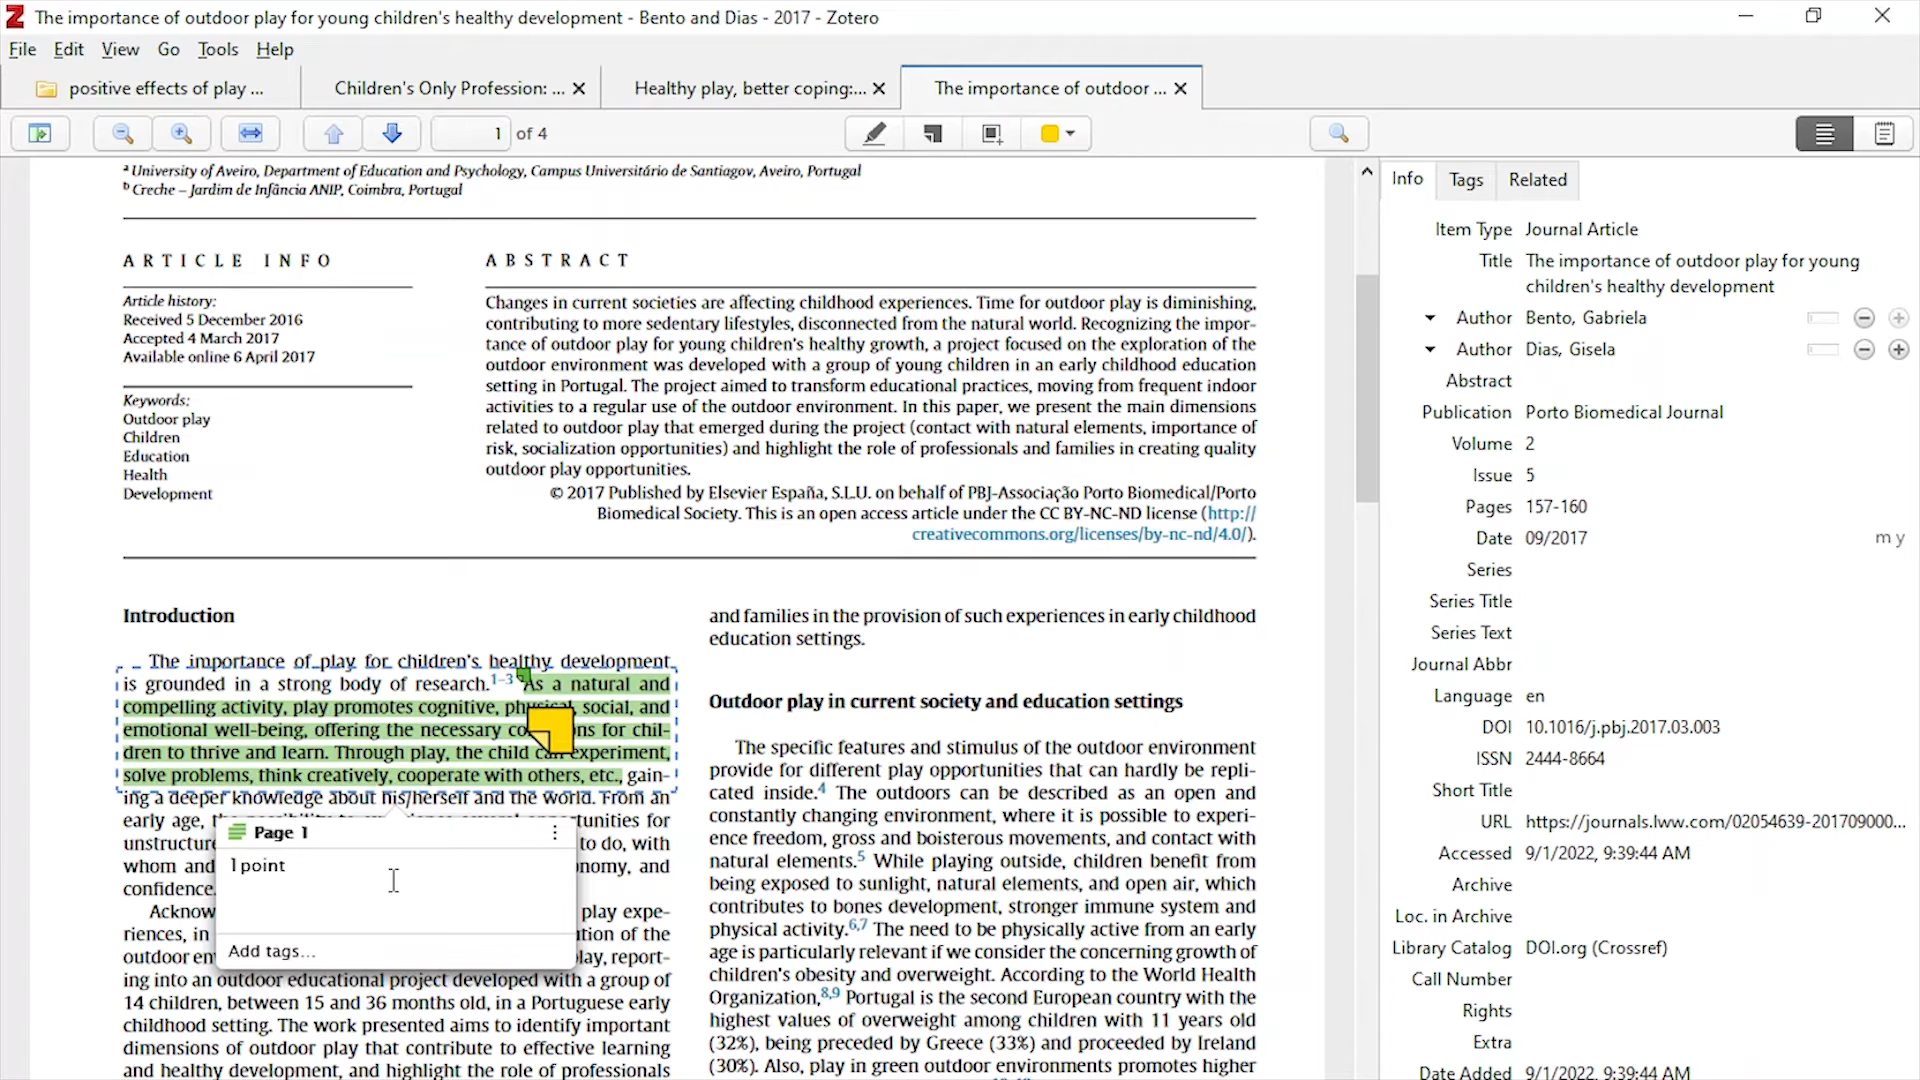 The importance of outdoor play for young children's healthy development - Bento and Dias - 2017 - Zotero
File Edit View Go Tools Help
positive effects of play ...
Children's Only Profession: ...
Healthy play, better coping:...
The importance of outdoor ...
1 of 4
a University of Aveiro, Department of Education and Psychology, Campus Universitário de Santiagov, Aveiro, Portugal
b Creche – Jardim de Infância ANIP, Coimbra, Portugal
ARTICLE INFO
Article history:
Received 5 December 2016
Accepted 4 March 2017
Available online 6 April 2017
Keywords:
Outdoor play
Children
Education
Health
Development
ABSTRACT
Changes in current societies are affecting childhood experiences. Time for outdoor play is diminishing,
contributing to more sedentary lifestyles, disconnected from the natural world. Recognizing the impor-
tance of outdoor play for young children's healthy growth, a project focused on the exploration of the
outdoor environment was developed with a group of young children in an early childhood education
setting in Portugal. The project aimed to transform educational practices, moving from frequent indoor
activities to a regular use of the outdoor environment. In this paper, we present the main dimensions
related to outdoor play that emerged during the project (contact with natural elements, importance of
risk, socialization opportunities) and highlight the role of professionals and families in creating quality
outdoor play opportunities.
© 2017 Published by Elsevier España, S.L.U. on behalf of PBJ-Associação Porto Biomedical/Porto
Biomedical Society. This is an open access article under the CC BY-NC-ND license (http://
creativecommons.org/licenses/by-nc-nd/4.0/).
Introduction
The importance of play for children's healthy development
is grounded in a strong body of research.1–3 As a natural and
compelling activity, play promotes cognitive, physical, social, and
emotional well-being, offering the necessary co ns for chil-
dren to thrive and learn. Through play, the child can experiment,
solve problems, think creatively, cooperate with others, etc., gain-
ing a deeper knowledge about his/herself and the world. From an
early age, tunities for
unstructure to do, with
whom and nomy, and
confidence.
Acknow play expe-
riences, in tion of the
outdoor en lay, report-
ing into an outdoor educational project developed with a group of
14 children, between 15 and 36 months old, in a Portuguese early
childhood setting. The work presented aims to identify important
dimensions of outdoor play that contribute to effective learning
and healthy development, and highlight the role of professionals
Page 1
1 point
Add tags...
and families in the provision of such experiences in early childhood
education settings.
Outdoor play in current society and education settings
The specific features and stimulus of the outdoor environment
provide for different play opportunities that can hardly be repli-
cated inside.4 The outdoors can be described as an open and
constantly changing environment, where it is possible to experi-
ence freedom, gross and boisterous movements, and contact with
natural elements.5 While playing outside, children benefit from
being exposed to sunlight, natural elements, and open air, which
contributes to bones development, stronger immune system and
physical activity.6,7 The need to be physically active from an early
age is particularly relevant if we consider the concerning growth of
children's obesity and overweight. According to the World Health
Organization,8,9 Portugal is the second European country with the
highest values of overweight among children with 11 years old
(32%), being preceded by Greece (33%) and proceeded by Ireland
(30%). Also, play in green outdoor environments promotes higher
Info Tags Related
Item Type Journal Article
Title The importance of outdoor play for young
children's healthy development
Author Bento, Gabriela
Author Dias, Gisela
Abstract
Publication Porto Biomedical Journal
Volume 2
Issue 5
Pages 157-160
Date 09/2017 m y
Series
Series Title
Series Text
Journal Abbr
Language en
DOI 10.1016/j.pbj.2017.03.003
ISSN 2444-8664
Short Title
URL https://journals.lww.com/02054639-201709000...
Accessed 9/1/2022, 9:39:44 AM
Archive
Loc. in Archive
Library Catalog DOI.org (Crossref)
Call Number
Rights
Extra
Date Added 9/1/2022, 9:39:44 AM